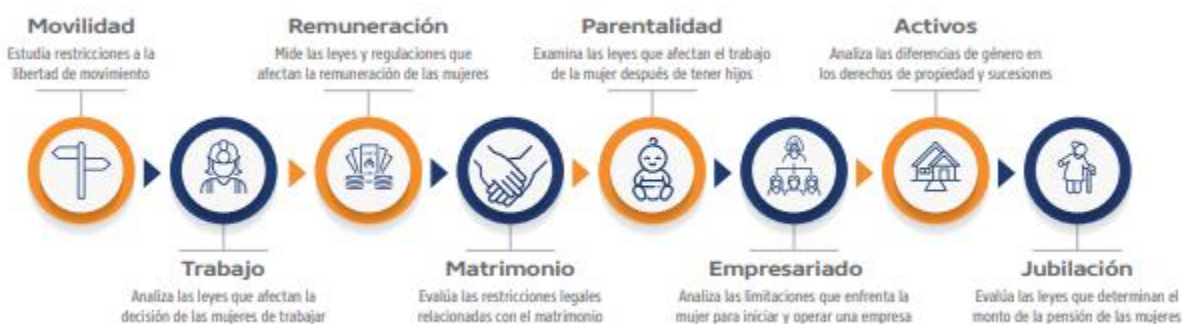 Movilidad
Estudia restricciones a la
libertad de movimiento
Remuneración
Mide las leyes y regulaciones que
afectan la remuneración de las mujeres
Parentalidad
Examina las leyes que afectan el trabajo
de la mujer después de tener hijos
Activos
Analiza las diferencias de género en
los derechos de propiedad y sucesiones
Trabajo
Analiza las leyes que afectan la
decisión de las mujeres de trabajar
Matrimonio
Evalúa las restricciones legales
relacionadas con el matrimonio
Empresariado
Analiza las limitaciones que enfrenta la
mujer para iniciar y operar una empresa
Jubilación
Evalúa las leyes que determinan el
monto de la pensión de las mujeres